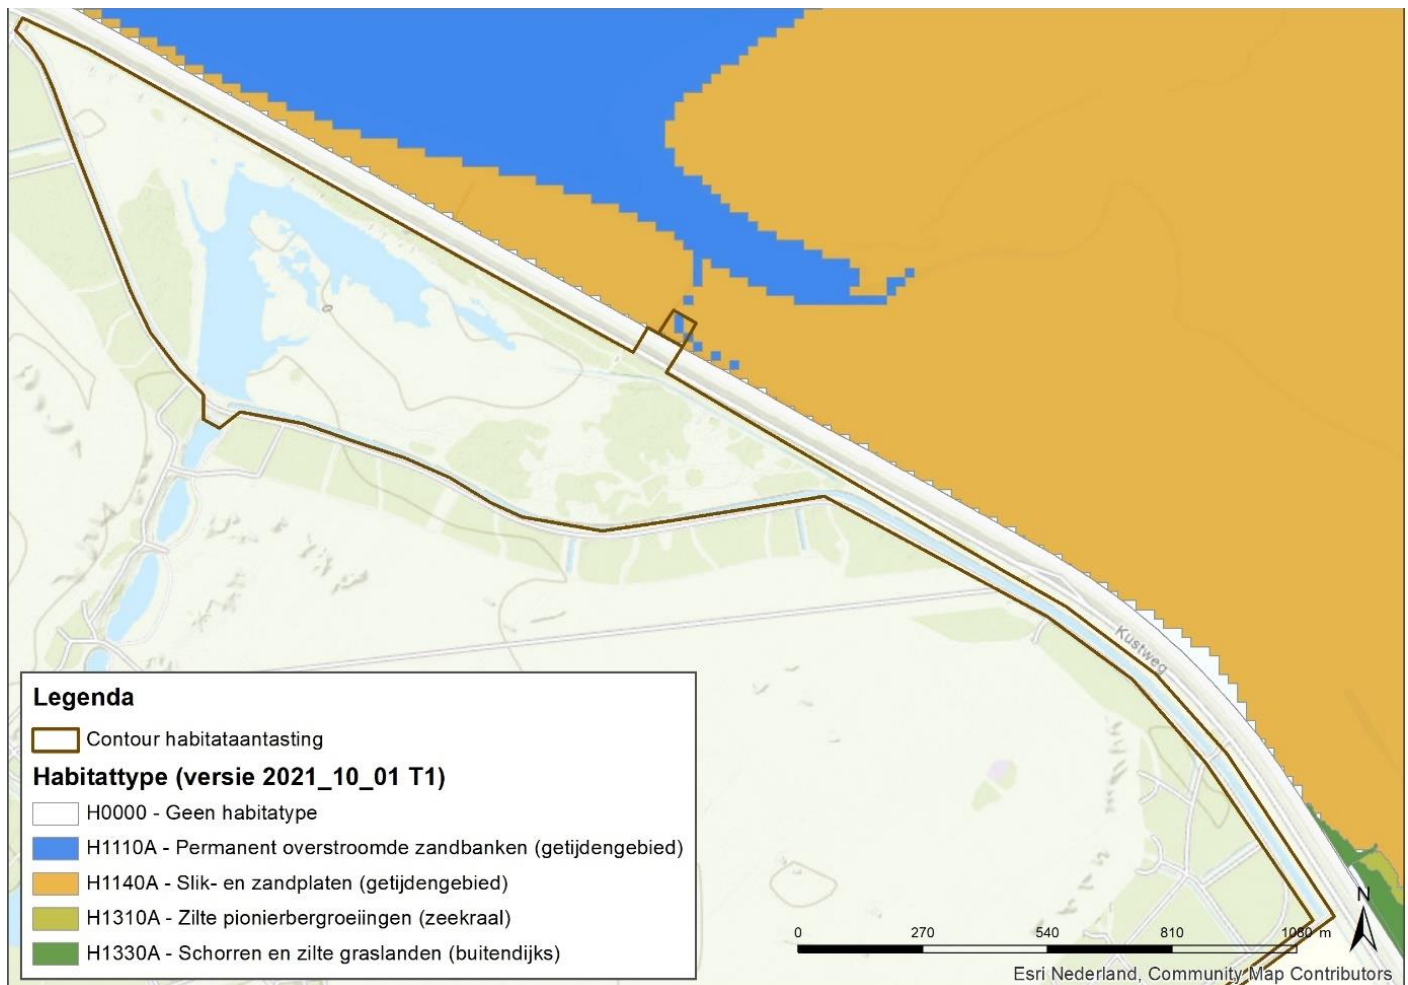 Kustweg
Legenda
Contour habitataantasting
Habitattype (versie 2021_10_01 T1)
H0000 - Geen habitatype
H1110A - Permanent overstroomde zandbanken (getijdengebied)
H1140A - Slik- en zandplaten (getijdengebied)
H1310A - Zilte pionierbergroeiingen (zeekraal)
H1330A - Schorren en zilte graslanden (buitendijks)
N
0 270 540 810 1080 m
Esri Nederland, Community Map Contributors